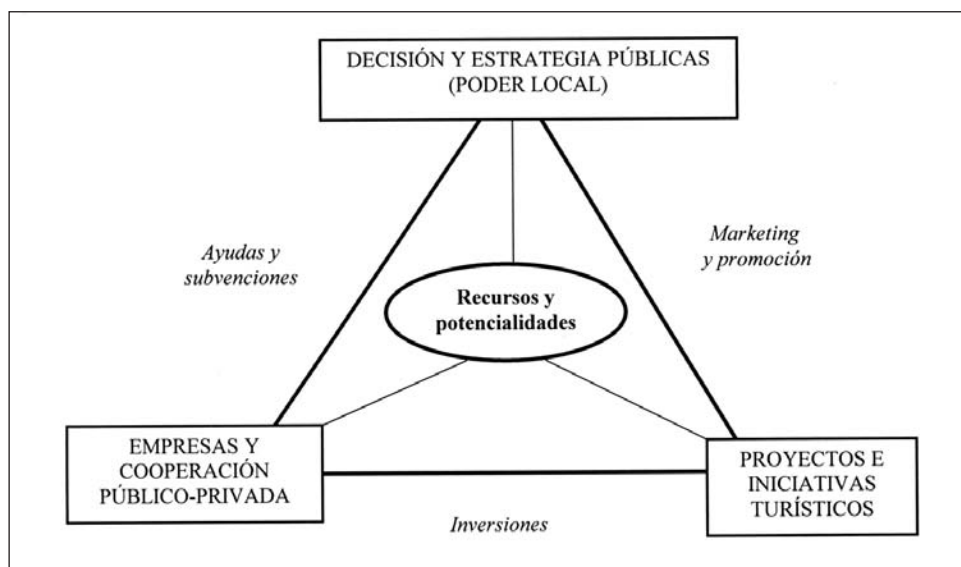 DECISIÓN Y ESTRATEGIA PÚBLICAS
(PODER LOCAL)
Ayudas y
subvenciones
Marketing
y promoción
Recursos y
potencialidades
EMPRESAS Y
COOPERACIÓN
PÚBLICO-PRIVADA
PROYECTOS E
INICIATIVAS
TURÍSTICOS
Inversiones